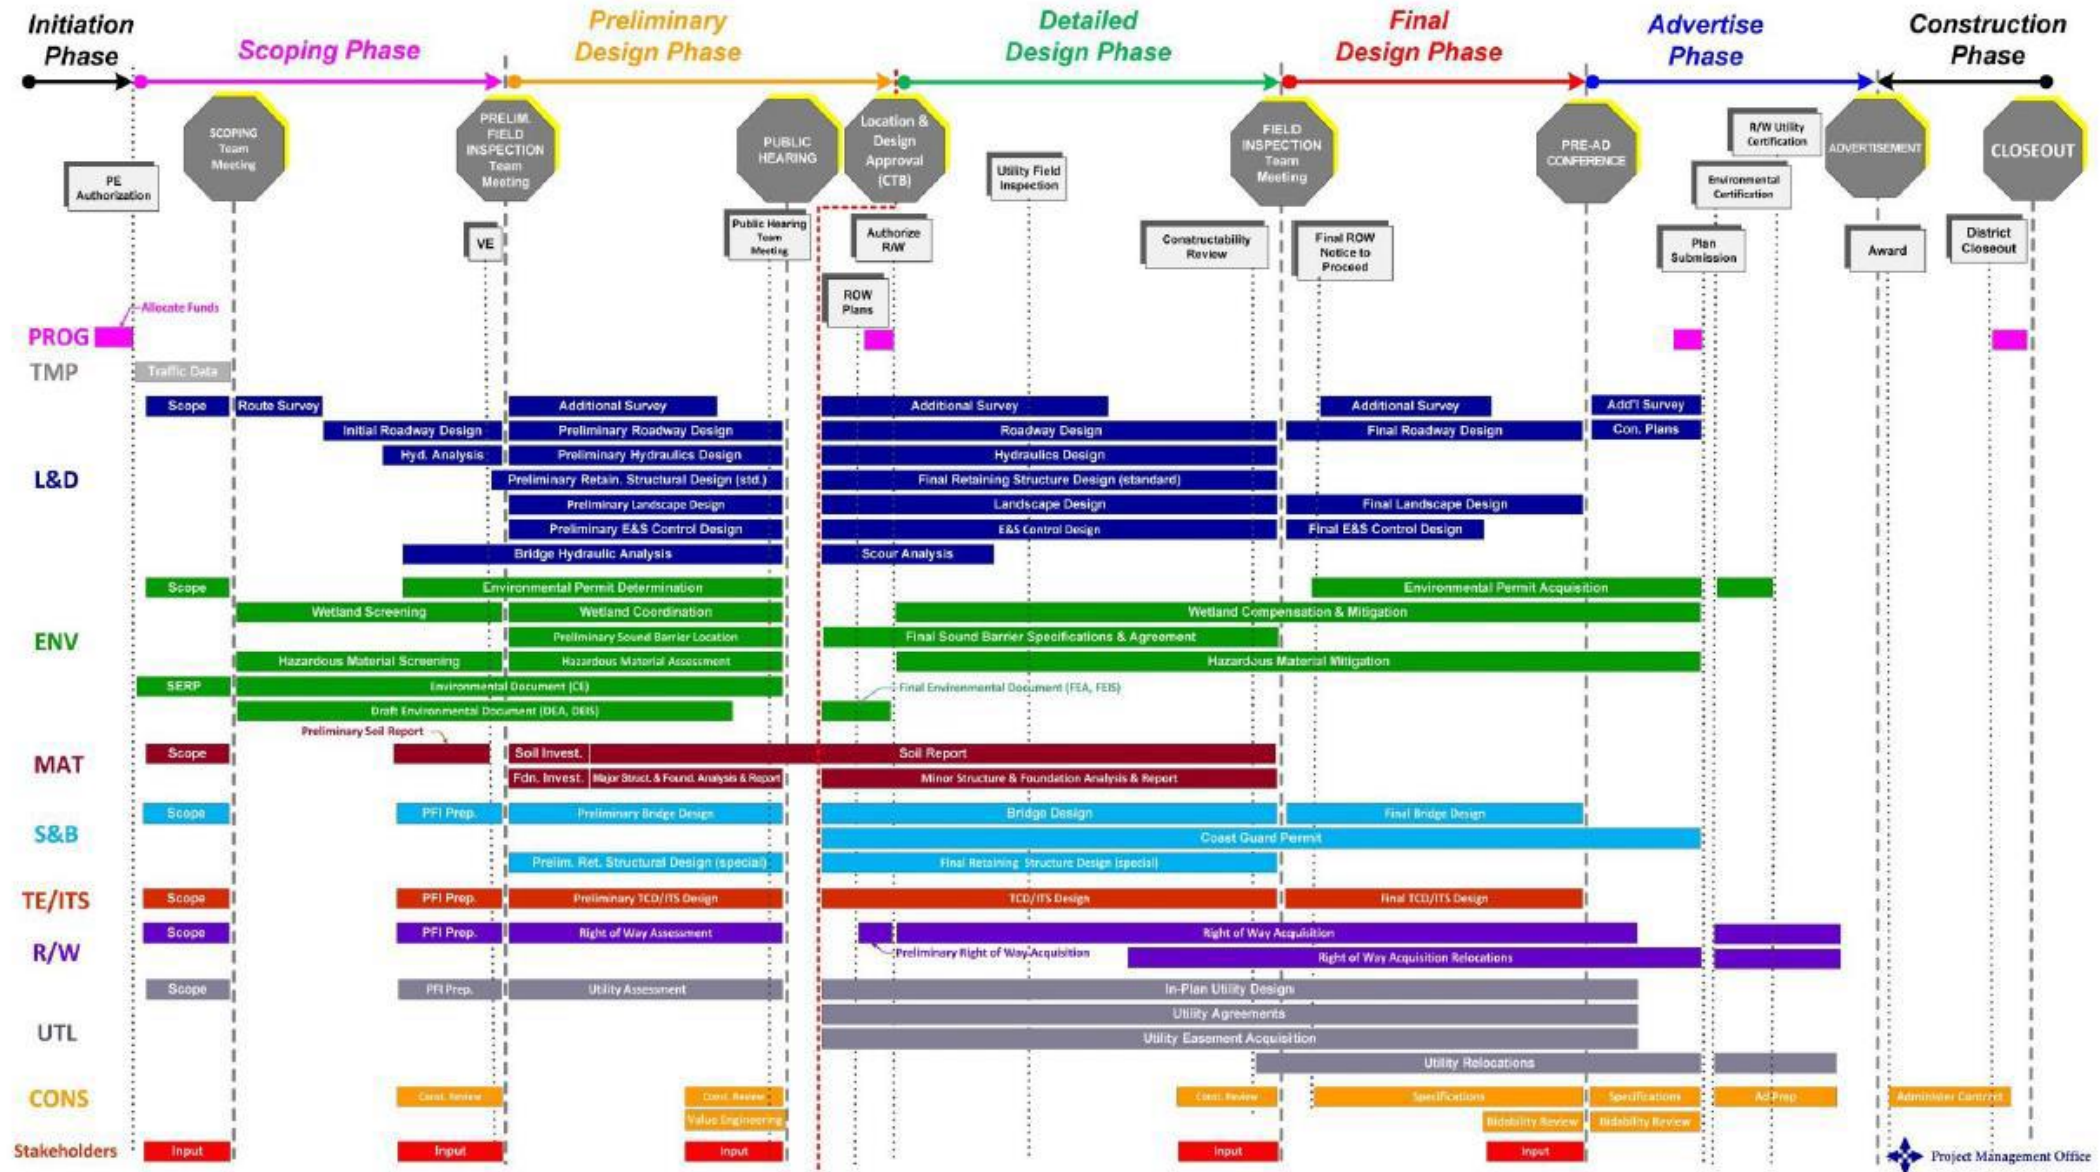 Initiation
Phase
Scoping Phase
Preliminary
Design Phase
Detailed
Design Phase
Final
Design Phase
Advertise
Phase
Construction
Phase
SCOPING
Team
Meeting
PRELIM.
FIELD
INSPECTION
Team
Meeting
PUBLIC
HEARING
Location &
Design
Approval
(CTB)
FIELD
INSPECTION
Team
Meeting
PRE-AD
CONFERENCE
ADVERTISEMENT
CLOSEOUT
PE
Authorization
VE
Public Hearing
Team
Meeting
Authorize
R/W
ROW
Plans
Utility Field
Inspection
Constructability
Review
Final ROW
Notice to
Proceed
Plan
Submission
Environmental
Certification
R/W Utility
Certification
Award
District
Closeout
Allocate Funds
PROG
TMP
Traffic Data
L&D
Scope
Route Survey
Additional Survey
Additional Survey
Additional Survey
Add'l Survey
Initial Roadway Design
Preliminary Roadway Design
Roadway Design
Final Roadway Design
Con. Plans
Hyd. Analysis
Preliminary Hydraulics Design
Hydraulics Design
Preliminary Retain. Structural Design (std.)
Final Retaining Structure Design (standard)
Preliminary Landscape Design
Landscape Design
Final Landscape Design
Preliminary E&S Control Design
E&S Control Design
Final E&S Control Design
Bridge Hydraulic Analysis
Scour Analysis
ENV
Scope
Environmental Permit Determination
Environmental Permit Acquisition
Wetland Screening
Wetland Coordination
Wetland Compensation & Mitigation
Preliminary Sound Barrier Location
Final Sound Barrier Specifications & Agreement
Hazardous Material Screening
Hazardous Material Assessment
Hazardous Material Mitigation
SERP
Environmental Document (CE)
Final Environmental Document (FEA, FEIS)
Draft Environmental Document (DEA, DEIS)
Preliminary Soil Report
MAT
Scope
Soil Invest.
Soil Report
Fdn. Invest.
Major Struct. & Found. Analysis & Report
Minor Structure & Foundation Analysis & Report
S&B
Scope
PFI Prep.
Preliminary Bridge Design
Bridge Design
Final Bridge Design
Coast Guard Permit
Prelim. Ret. Structural Design (special)
Final Retaining Structure Design (special)
TE/ITS
Scope
PFI Prep.
Preliminary TCD/ITS Design
TCD/ITS Design
Final TCD/ITS Design
R/W
Scope
PFI Prep.
Right of Way Assessment
Right of Way Acquisition
Preliminary Right of Way Acquisition
Right of Way Acquisition Relocations
UTL
Scope
PFI Prep.
Utility Assessment
In-Plan Utility Design
Utility Agreements
Utility Easement Acquisition
Utility Relocations
CONS
Const. Review
Const. Review
Const. Review
Specifications
Specifications
Ad Prep
Administer Contract
Value Engineering
Bidability Review
Bidability Review
Stakeholders
Input
Input
Input
Input
Input
Project Management Office